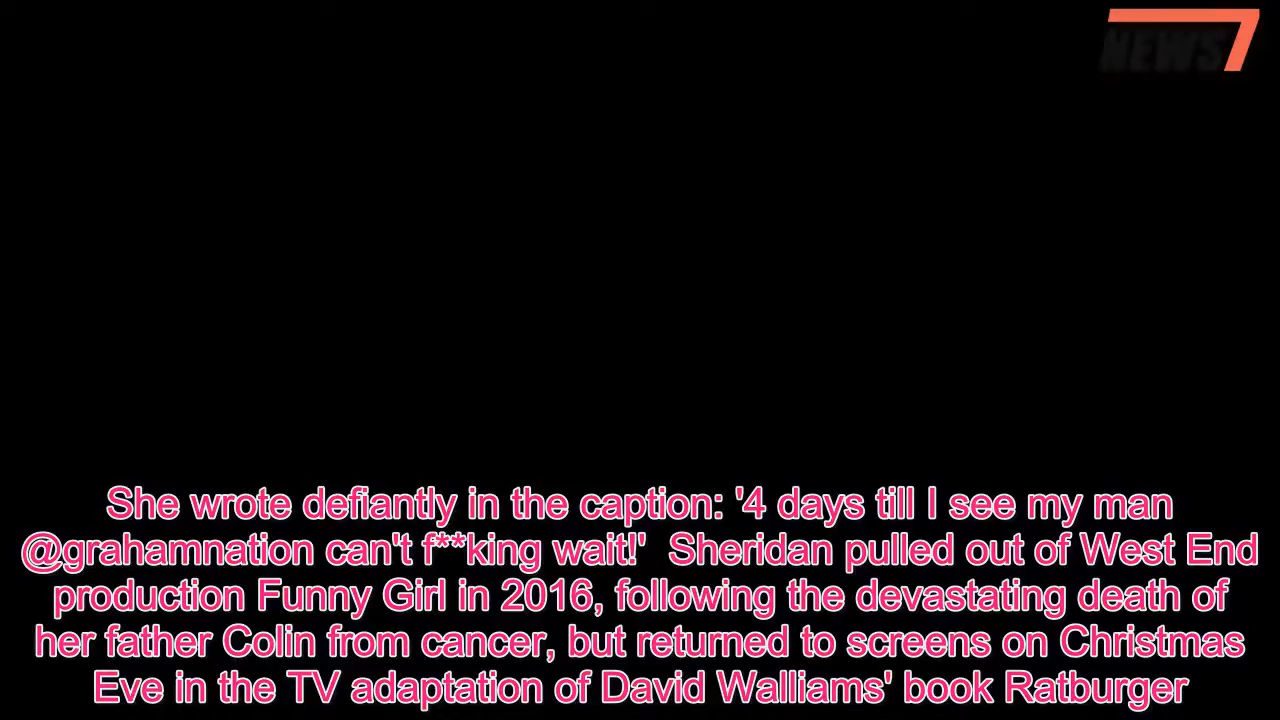 NEWS7
She wrote defiantly in the caption: '4 days till I see my man
@grahamnation can't f**king wait!'  Sheridan pulled out of West End
production Funny Girl in 2016, following the devastating death of
her father Colin from cancer, but returned to screens on Christmas
Eve in the TV adaptation of David Walliams' book Ratburger